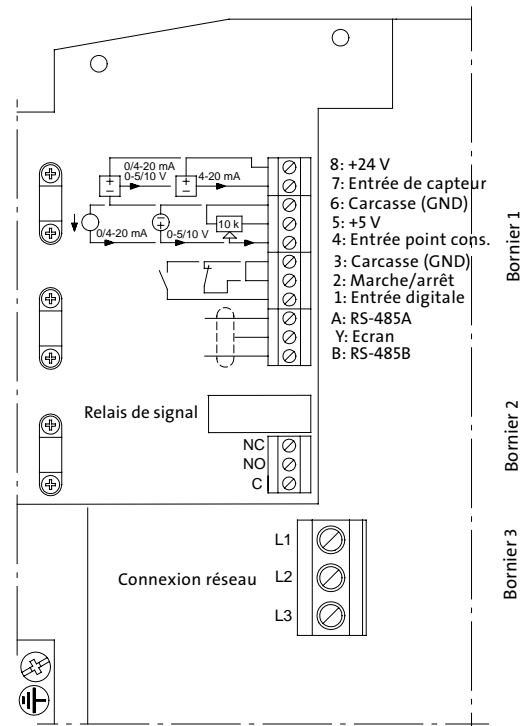 0/4-20 mA
0-5/10 V
4-20 mA
0/4-20 mA
0-5/10 V
10 k
8: +24 V
7: Entrée de capteur
6: Carcasse (GND)
5: +5 V
4: Entrée point cons.
3: Carcasse (GND)
2: Marche/arrêt
1: Entrée digitale
A: RS-485A
Y: Ecran
B: RS-485B
Bornier 1
Relais de signal
NC
NO
C
Bornier 2
Connexion réseau
L1
L2
L3
Bornier 3